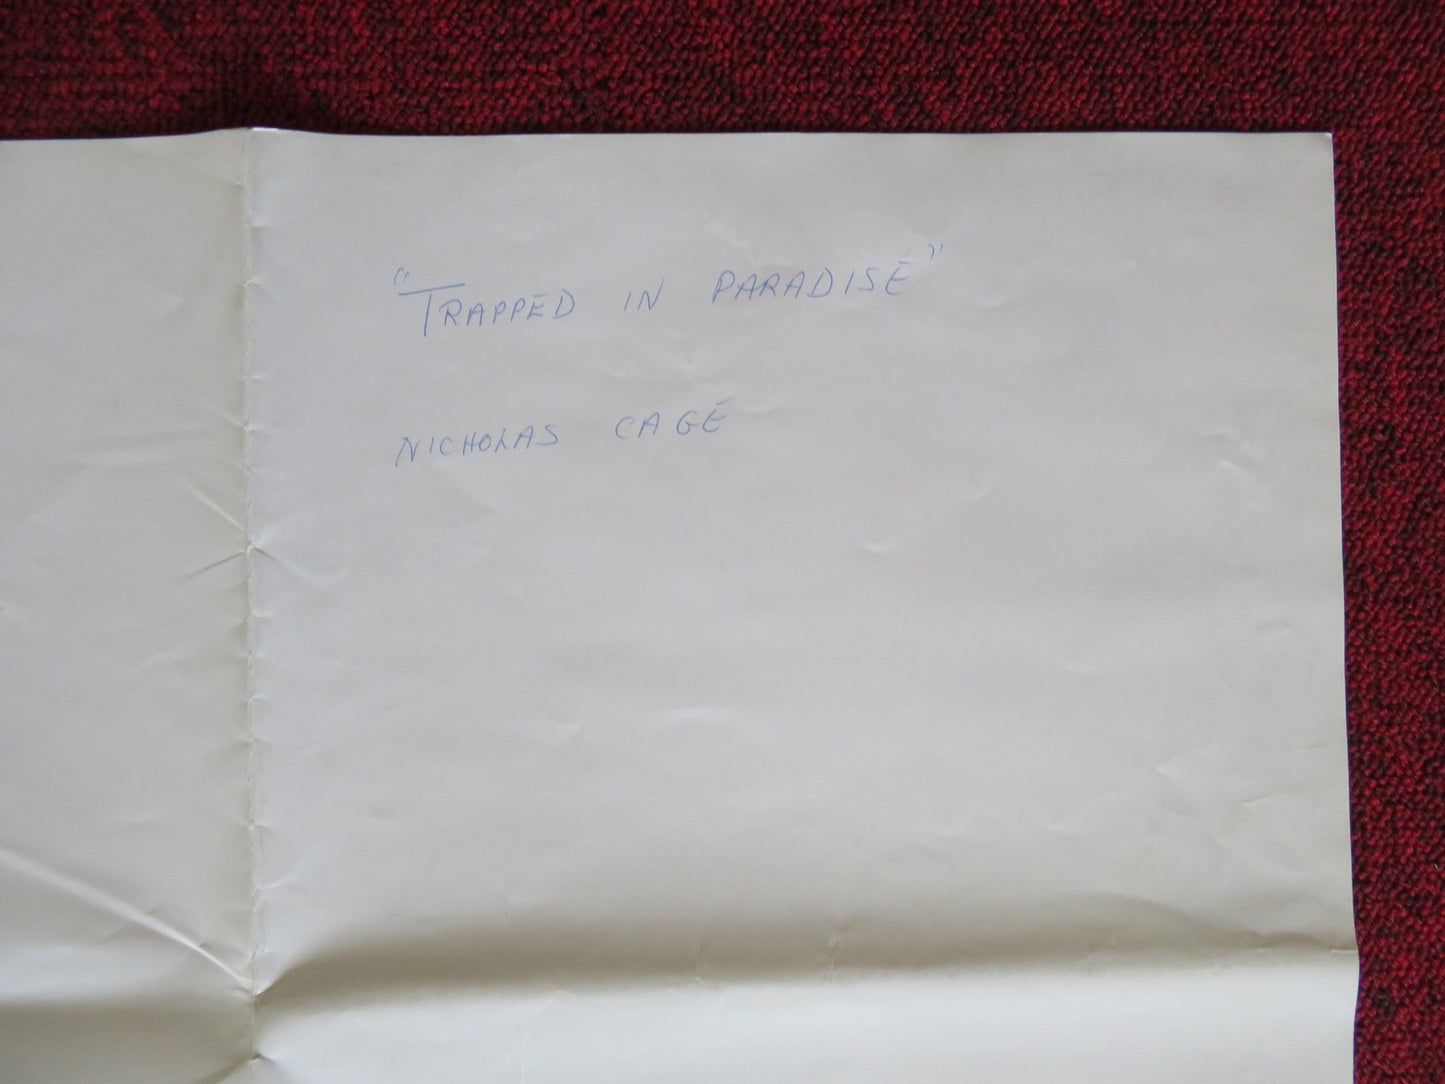 "TRAPPED IN PARADISE"
NICHOLAS CAGE